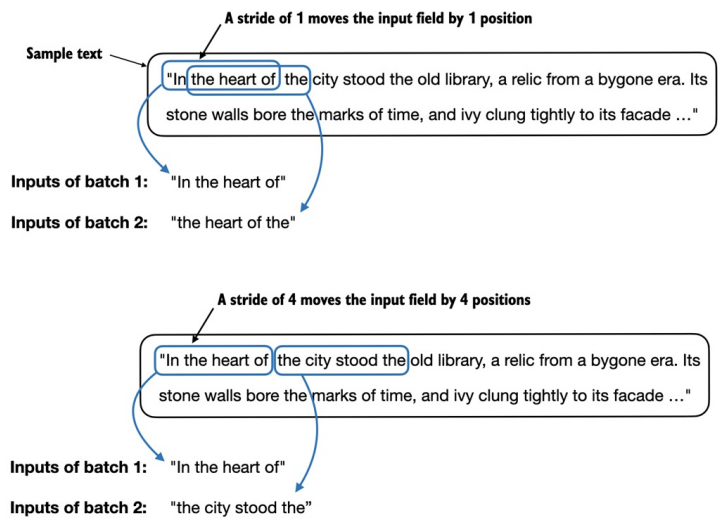 A stride of 1 moves the input field by 1 position
Sample text
"In the heart of the city stood the old library, a relic from a bygone era. Its
stone walls bore the marks of time, and ivy clung tightly to its facade ..."
Inputs of batch 1: "In the heart of"
Inputs of batch 2: "the heart of the"
A stride of 4 moves the input field by 4 positions
"In the heart of the city stood the old library, a relic from a bygone era. Its
stone walls bore the marks of time, and ivy clung tightly to its facade ..."
Inputs of batch 1: "In the heart of"
Inputs of batch 2: "the city stood the”